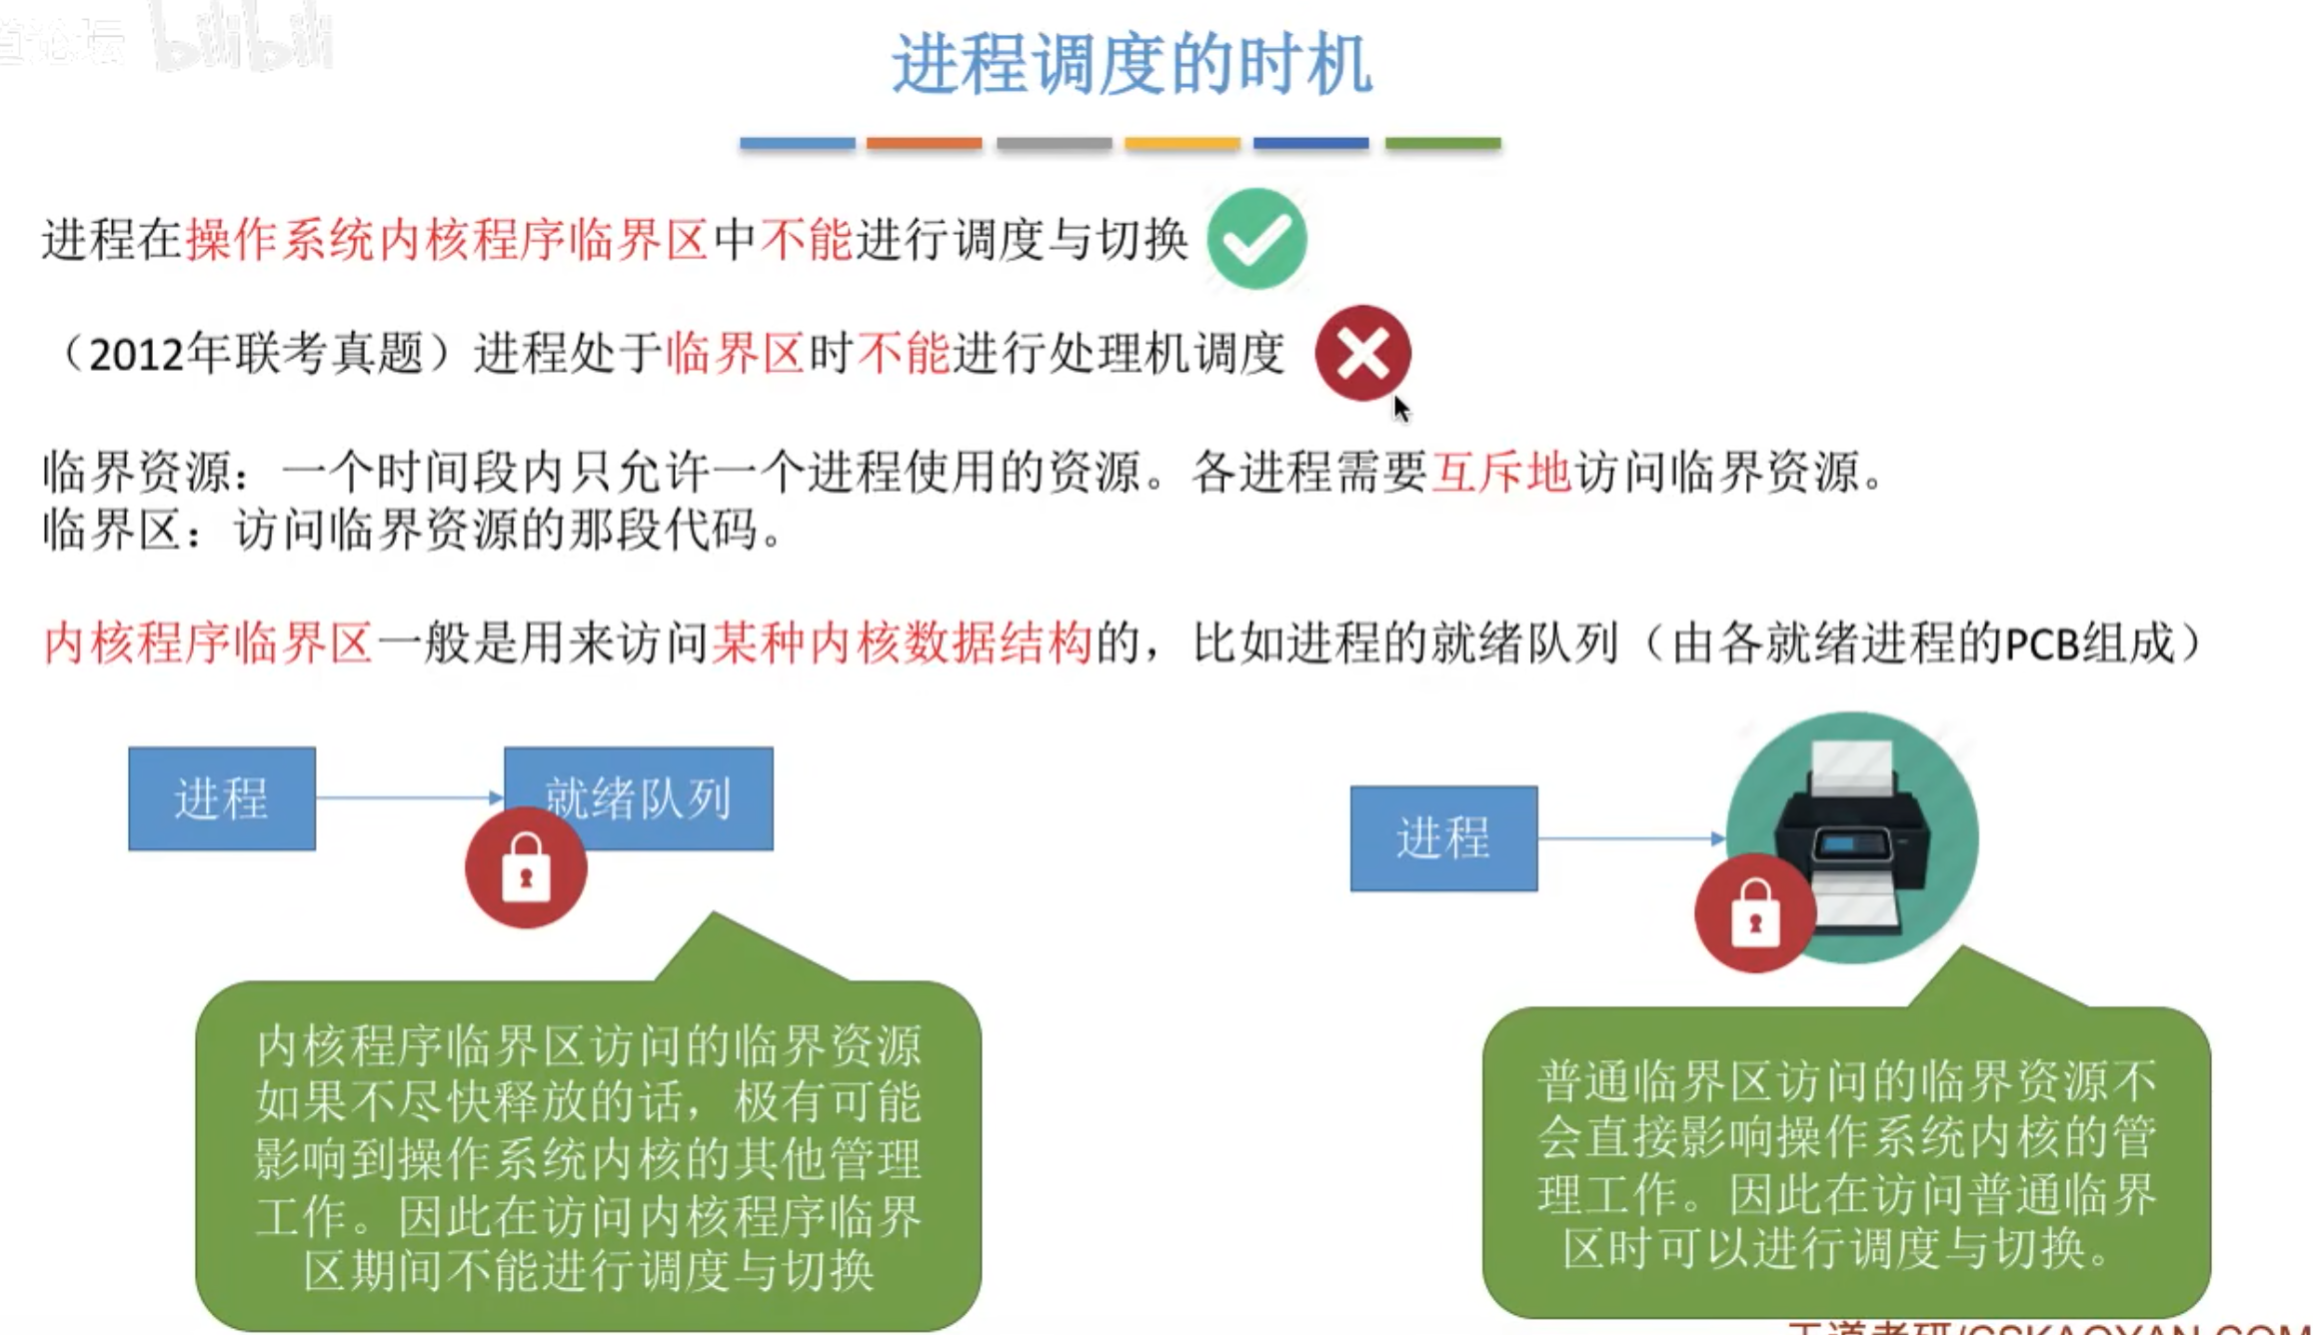 道论坛 bilibili
进程调度的时机
进程在操作系统内核程序临界区中不能进行调度与切换
（2012年联考真题）进程处于临界区时不能进行处理机调度
临界资源：一个时间段内只允许一个进程使用的资源。各进程需要互斥地访问临界资源。
临界区：访问临界资源的那段代码。
内核程序临界区一般是用来访问某种内核数据结构的，比如进程的就绪队列（由各就绪进程的PCB组成）
进程
就绪队列
进程
内核程序临界区访问的临界资源
如果不尽快释放的话，极有可能
影响到操作系统内核的其他管理
工作。因此在访问内核程序临界
区期间不能进行调度与切换
普通临界区访问的临界资源不
会直接影响操作系统内核的管
理工作。因此在访问普通临界
区时可以进行调度与切换。
王道考研/CSKAOYAN.COM